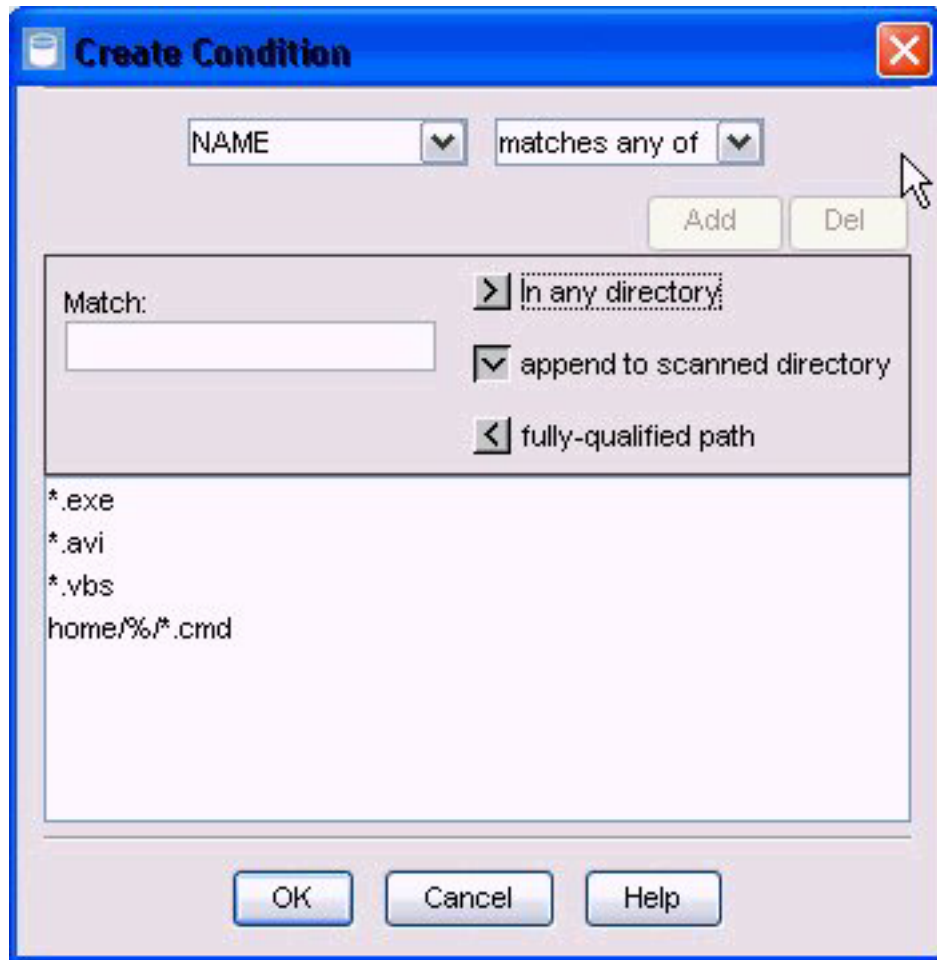 Create Condition
NAME
matches any of
Add
Del
Match:
In any directory
append to scanned directory
fully-qualified path
*.exe
*.avi
*.vbs
home/%/*.cmd
OK
Cancel
Help